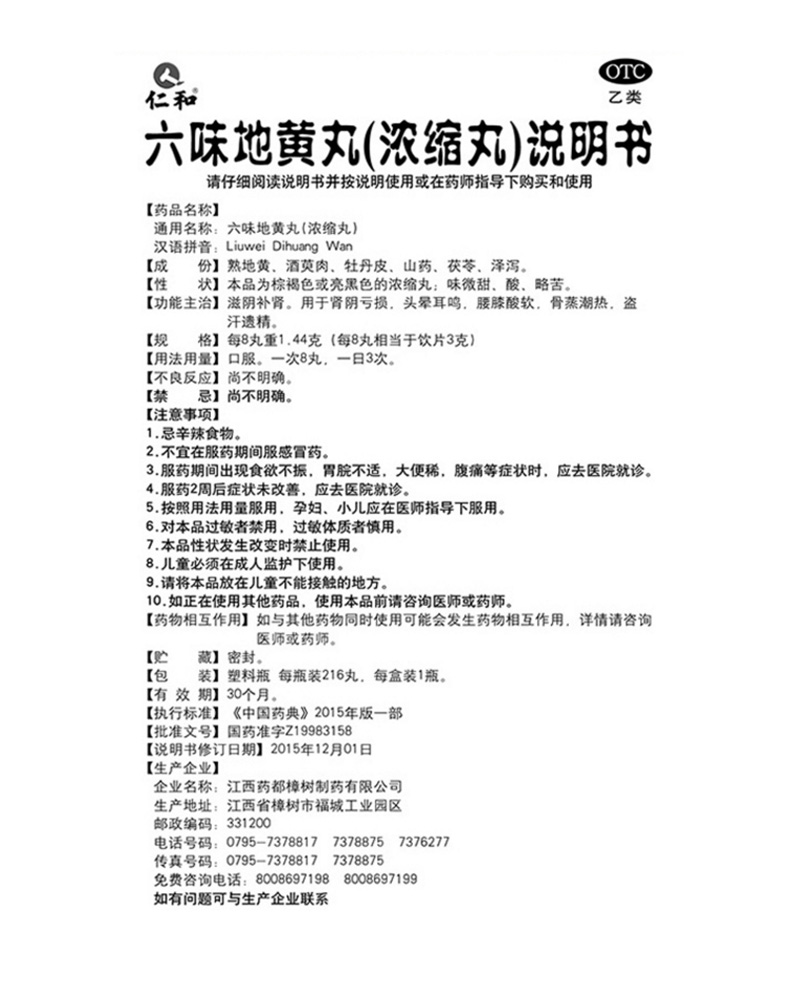 仁和®
OTC
乙类
六味地黄丸(浓缩丸)说明书
请仔细阅读说明书并按说明使用或在药师指导下购买和使用
【药品名称】
通用名称：六味地黄丸(浓缩丸)
汉语拼音：Liuwei Dihuang Wan
【成　　份】熟地黄、酒萸肉、牡丹皮、山药、茯苓、泽泻。
【性　　状】本品为棕褐色或亮黑色的浓缩丸；味微甜、酸、略苦。
【功能主治】滋阴补肾。用于肾阴亏损，头晕耳鸣，腰膝酸软，骨蒸潮热，盗
汗遗精。
【规　　格】每8丸重1.44克（每8丸相当于饮片3克）
【用法用量】口服。一次8丸，一日3次。
【不良反应】尚不明确。
【禁　　忌】尚不明确。
【注意事项】
1.忌辛辣食物。
2.不宜在服药期间服感冒药。
3.服药期间出现食欲不振，胃脘不适，大便稀，腹痛等症状时，应去医院就诊。
4.服药2周后症状未改善，应去医院就诊。
5.按照用法用量服用，孕妇、小儿应在医师指导下服用。
6.对本品过敏者禁用，过敏体质者慎用。
7.本品性状发生改变时禁止使用。
8.儿童必须在成人监护下使用。
9.请将本品放在儿童不能接触的地方。
10.如正在使用其他药品，使用本品前请咨询医师或药师。
【药物相互作用】如与其他药物同时使用可能会发生药物相互作用，详情请咨询
医师或药师。
【贮　　藏】密封。
【包　　装】塑料瓶 每瓶装216丸，每盒装1瓶。
【有 效 期】30个月。
【执行标准】《中国药典》2015年版一部
【批准文号】国药准字Z19983158
【说明书修订日期】2015年12月01日
【生产企业】
企业名称：江西药都樟树制药有限公司
生产地址：江西省樟树市福城工业园区
邮政编码：331200
电话号码：0795-7378817　7378875　7376277
传真号码：0795-7378817　7378875
免费咨询电话：8008697198　8008697199
如有问题可与生产企业联系